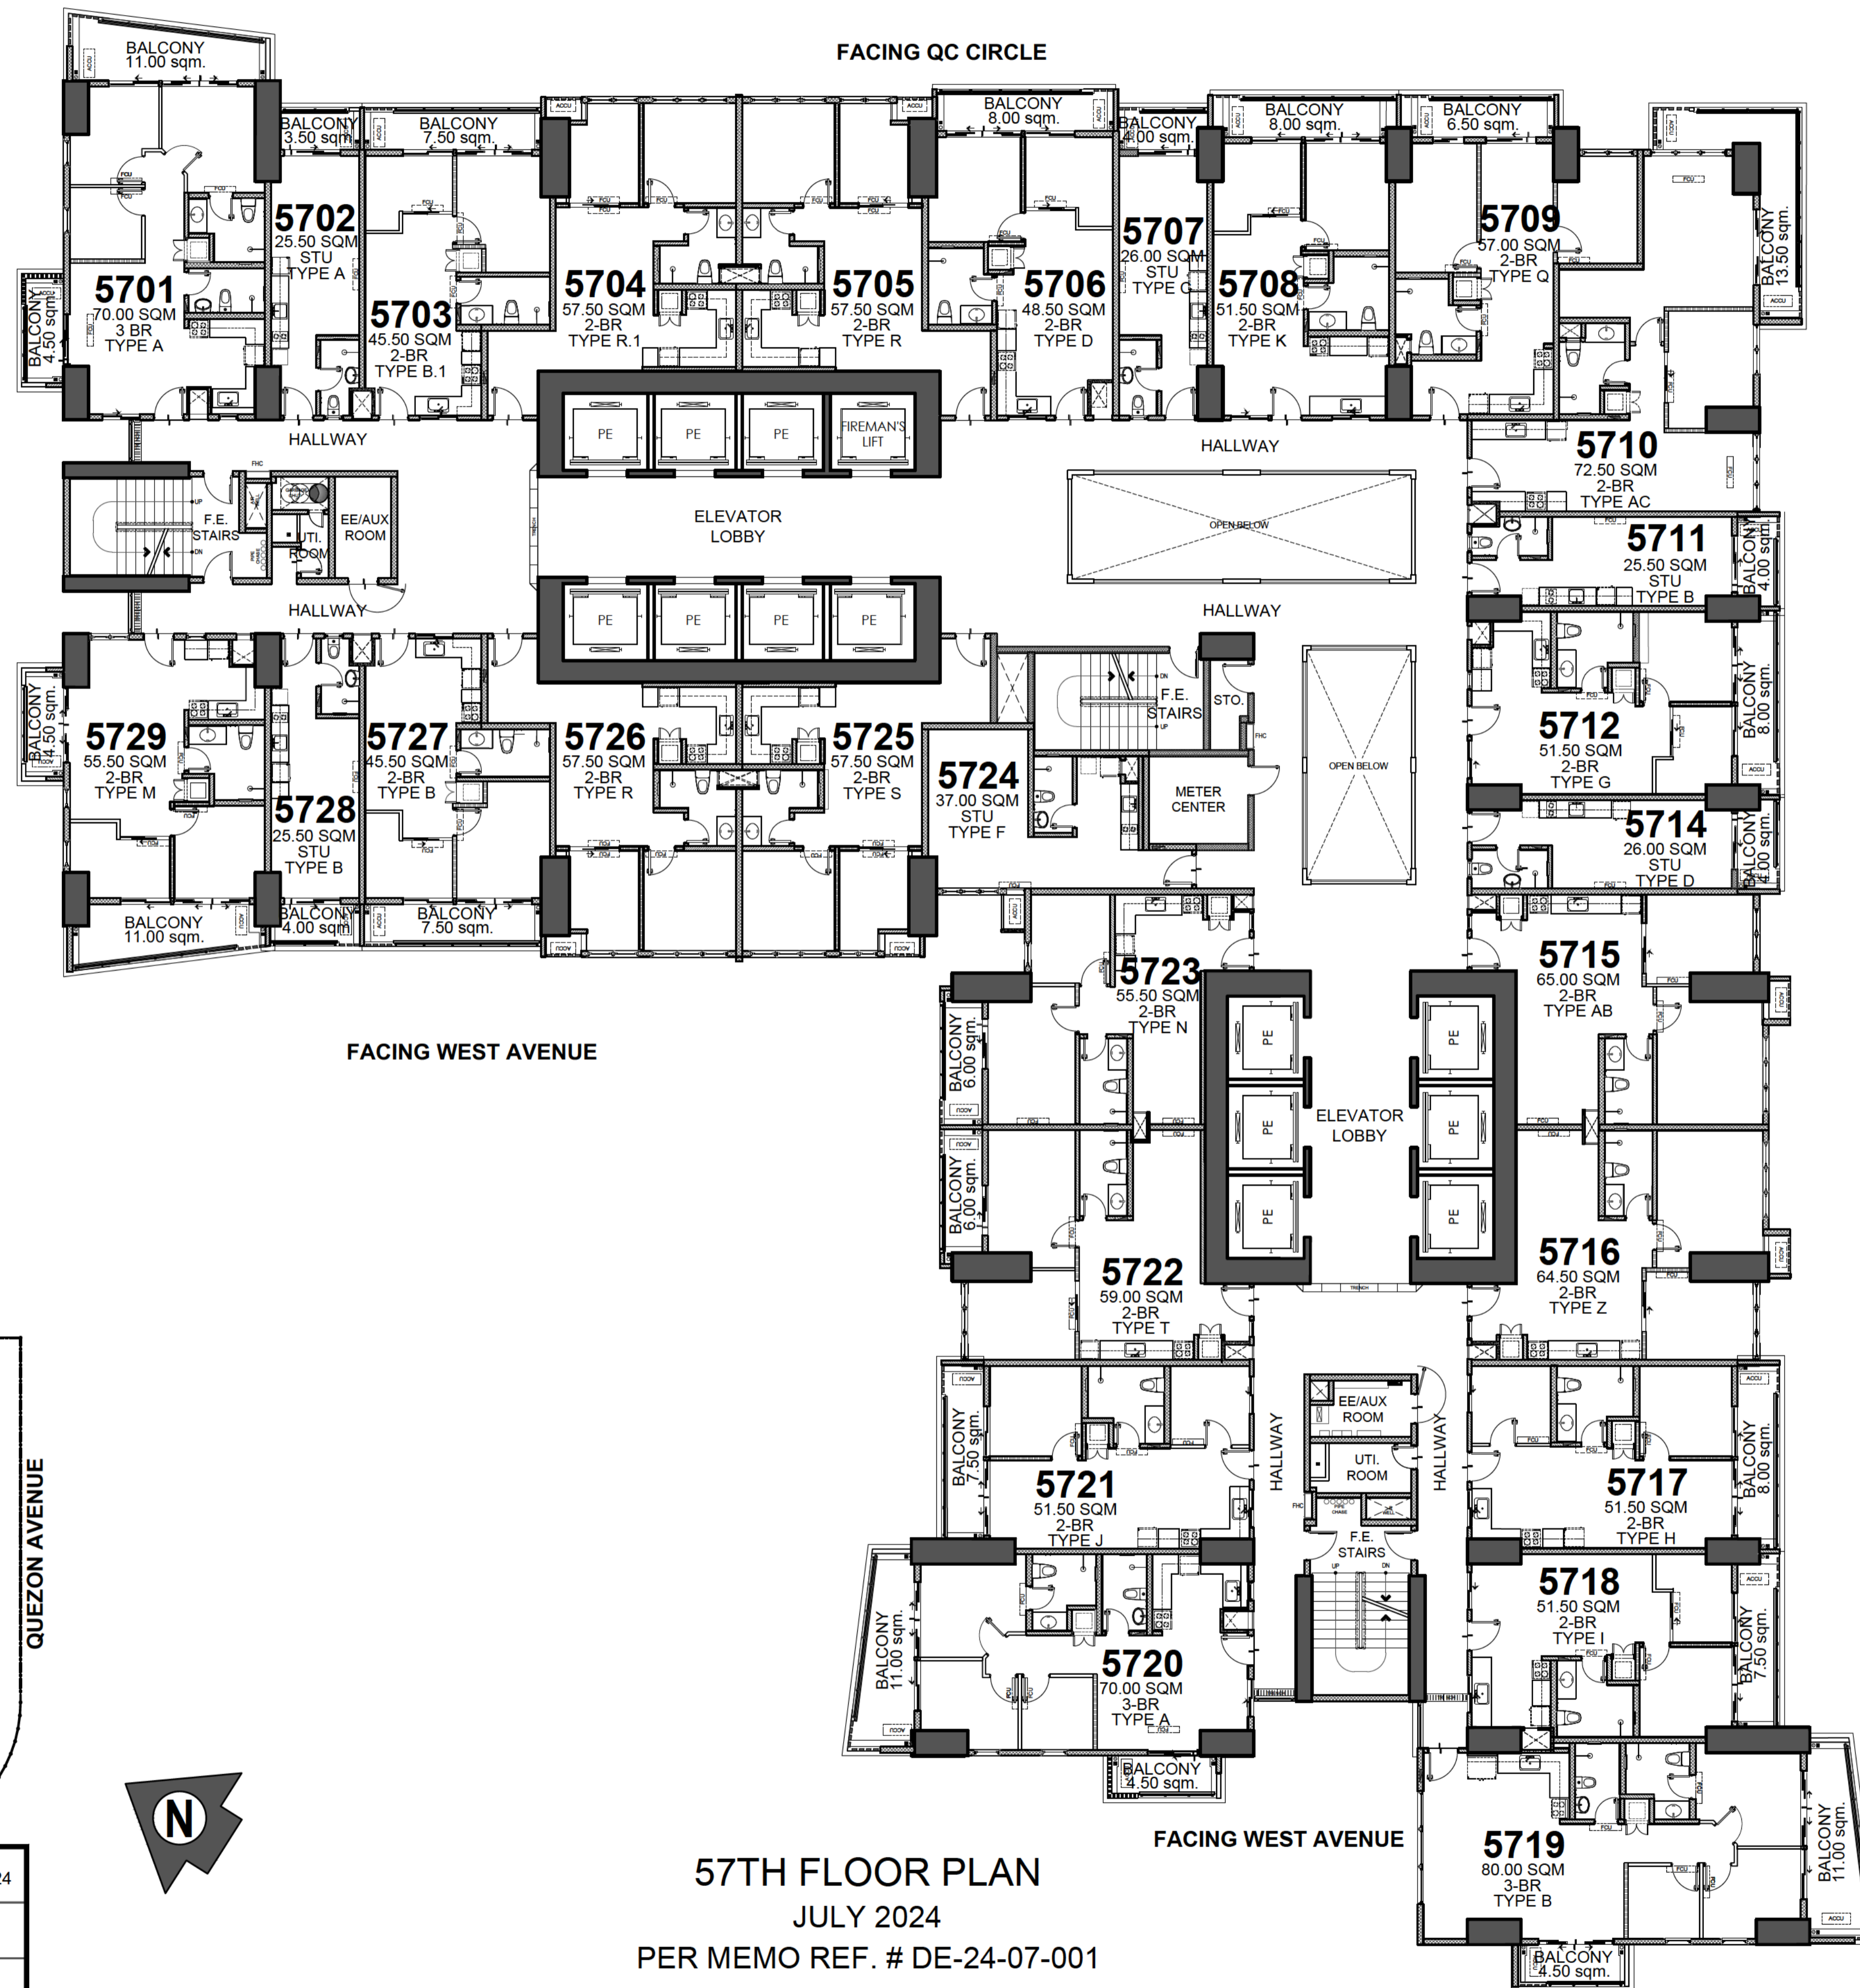 FACING QC CIRCLE
BALCONY
11.00 sqm.
BALCONY
3.50 sqm.
BALCONY
7.50 sqm.
BALCONY
8.00 sqm.
BALCONY
4.00 sqm.
BALCONY
8.00 sqm.
BALCONY
6.50 sqm.
BALCONY
13.50 sqm.
BALCONY
4.50 sqm.
5701
70.00 SQM
3 BR
TYPE A
5702
25.50 SQM
STU
TYPE A
5703
45.50 SQM
2-BR
TYPE B.1
5704
57.50 SQM
2-BR
TYPE R.1
5705
57.50 SQM
2-BR
TYPE R
5706
48.50 SQM
2-BR
TYPE D
5707
26.00 SQM
STU
TYPE C
5708
51.50 SQM
2-BR
TYPE K
5709
57.00 SQM
2-BR
TYPE Q
5710
72.50 SQM
2-BR
TYPE AC
HALLWAY
PE
PE
PE
FIREMAN'S
LIFT
HALLWAY
FHC
F.E.
STAIRS
UP
DN
UTI.
ROOM
EE/AUX
ROOM
TRENCH
ELEVATOR
LOBBY
OPEN BELOW
5711
25.50 SQM
STU
TYPE B
BALCONY
4.00 sqm.
HALLWAY
PE
PE
PE
PE
HALLWAY
5712
51.50 SQM
2-BR
TYPE G
BALCONY
8.00 sqm.
ACCU
BALCONY
4.50 sqm.
5729
55.50 SQM
2-BR
TYPE M
5728
25.50 SQM
STU
TYPE B
5727
45.50 SQM
2-BR
TYPE B
5726
57.50 SQM
2-BR
TYPE R
5725
57.50 SQM
2-BR
TYPE S
5724
37.00 SQM
STU
TYPE F
F.E.
STAIRS
DN
UP
STO.
FHC
METER
CENTER
OPEN BELOW
5714
26.00 SQM
STU
TYPE D
BALCONY
4.00 sqm.
BALCONY
11.00 sqm.
BALCONY
4.00 sqm.
BALCONY
7.50 sqm.
FACING WEST AVENUE
5723
55.50 SQM
2-BR
TYPE N
BALCONY
6.00 sqm.
5715
65.00 SQM
2-BR
TYPE AB
PE
PE
PE
ELEVATOR
LOBBY
PE
PE
PE
BALCONY
6.00 sqm.
5722
59.00 SQM
2-BR
TYPE T
5716
64.50 SQM
2-BR
TYPE Z
TRENCH
BALCONY
7.50 sqm.
5721
51.50 SQM
2-BR
TYPE J
HALLWAY
EE/AUX
ROOM
UTI.
ROOM
FHC
HALLWAY
5717
51.50 SQM
2-BR
TYPE H
BALCONY
8.00 sqm.
F.E.
STAIRS
UP
DN
5718
51.50 SQM
2-BR
TYPE I
BALCONY
7.50 sqm.
BALCONY
11.00 sqm.
5720
70.00 SQM
3-BR
TYPE A
BALCONY
4.50 sqm.
QUEZON AVENUE
N
FACING WEST AVENUE
5719
80.00 SQM
3-BR
TYPE B
BALCONY
11.00 sqm.
BALCONY
4.50 sqm.
57TH FLOOR PLAN
JULY 2024
PER MEMO REF. # DE-24-07-001
24